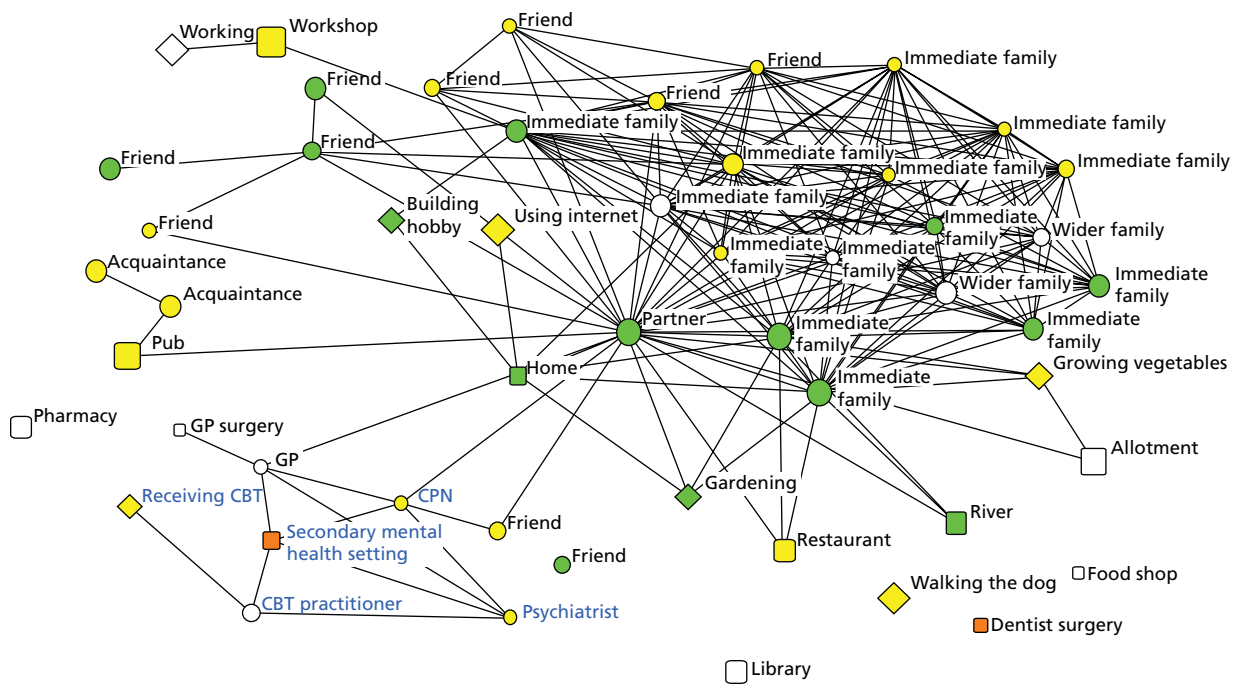 Friend
Working
Workshop
Friend
Immediate family
Friend
Friend
Friend
Immediate family
Immediate family
Friend
Immediate family
Friend
Immediate family
Immediate family
Immediate family
Building
hobby
Using internet
Immediate
family
Wider family
Friend
Immediate
family
Immediate
family
Acquaintance
Immediate
family
Wider family
Acquaintance
Partner
Immediate
family
Immediate
family
Pub
Growing vegetables
Home
Immediate
family
Pharmacy
GP surgery
Allotment
GP
Gardening
Receiving CBT
CPN
River
Friend
Secondary mental
health setting
Restaurant
Friend
Food shop
Walking the dog
CBT practitioner
Psychiatrist
Dentist surgery
Library